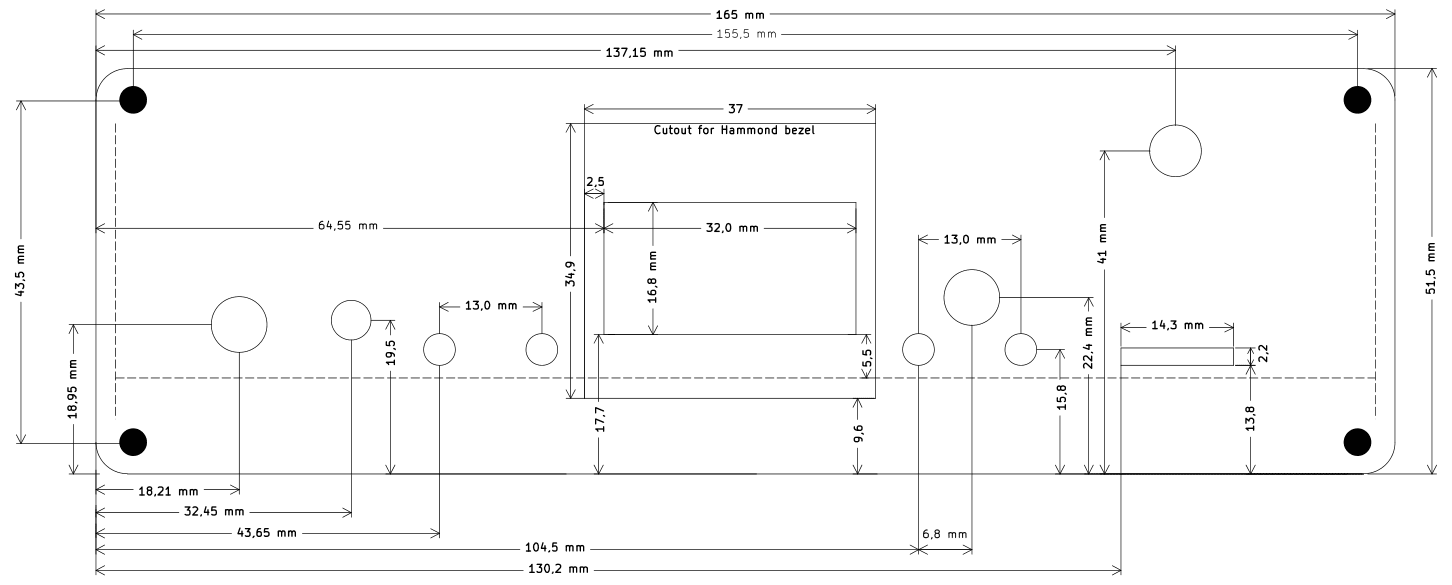 165 mm
155,5 mm
137,15 mm
37
Cutout for Hammond bezel
2,5
64,55 mm
32,0 mm
13,0 mm
41 mm
43,5 mm
34,9
16,8 mm
51,5 mm
13,0 mm
14,3 mm
19,5
5,5
22,4 mm
2,2
18,95 mm
17,7
9,6
15,8
13,8
18,21 mm
32,45 mm
43,65 mm
6,8 mm
104,5 mm
130,2 mm